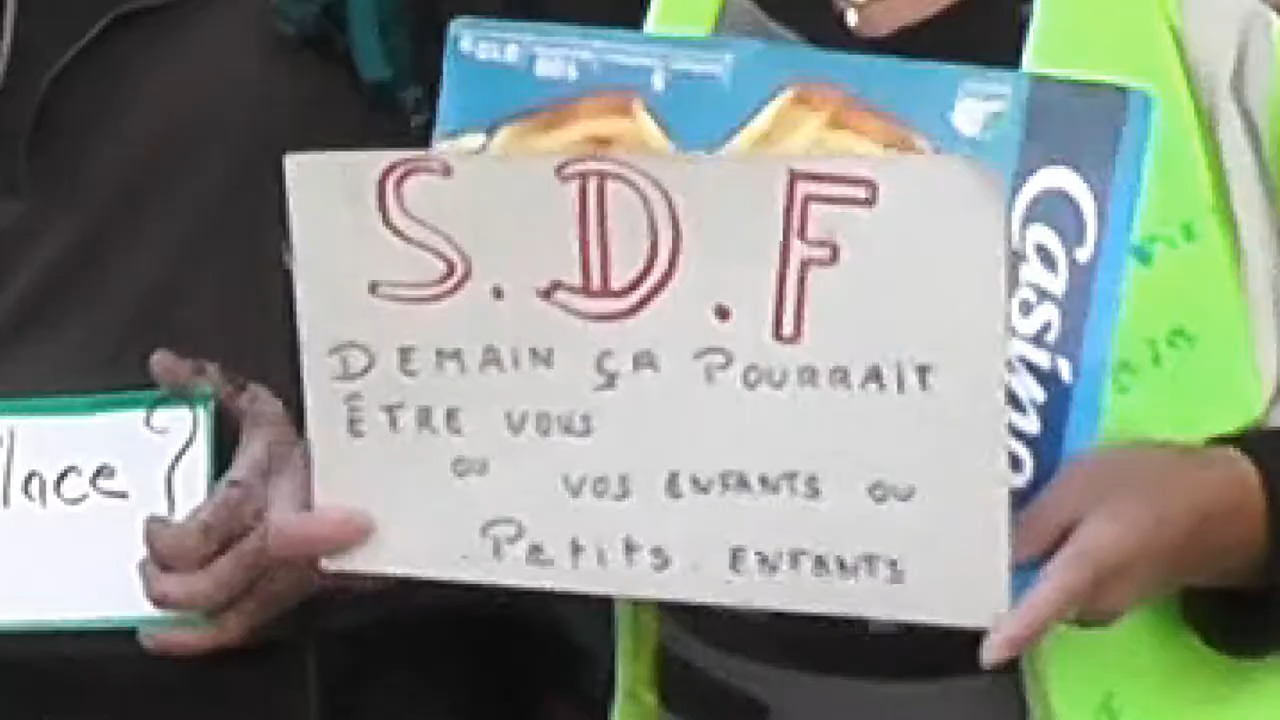 S.D.F
DEMAIN ÇA POURRAIT
ÊTRE VOUS
OU VOS ENFANTS OU
Petits ENFANTS
Casino
lace ?